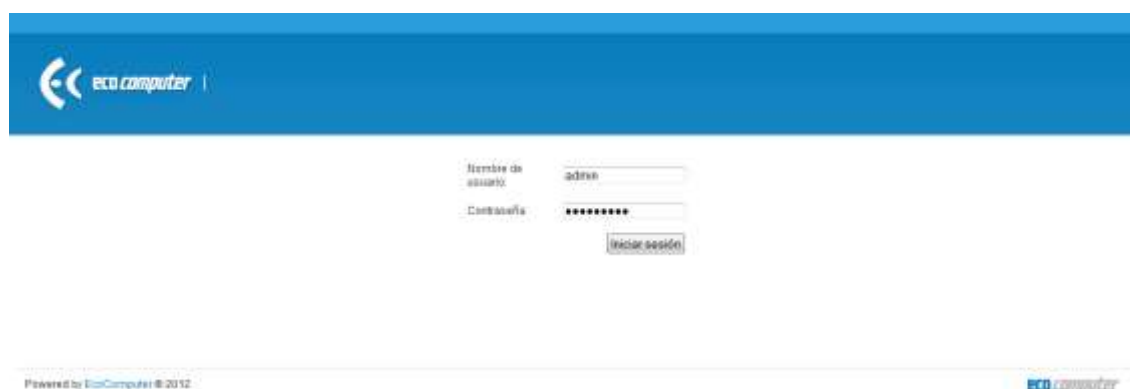 eco computer |
Nombre de
usuario
admin
Contraseña
•••••••••
Iniciar sesión
Powered by EcoComputer © 2012
eco computer